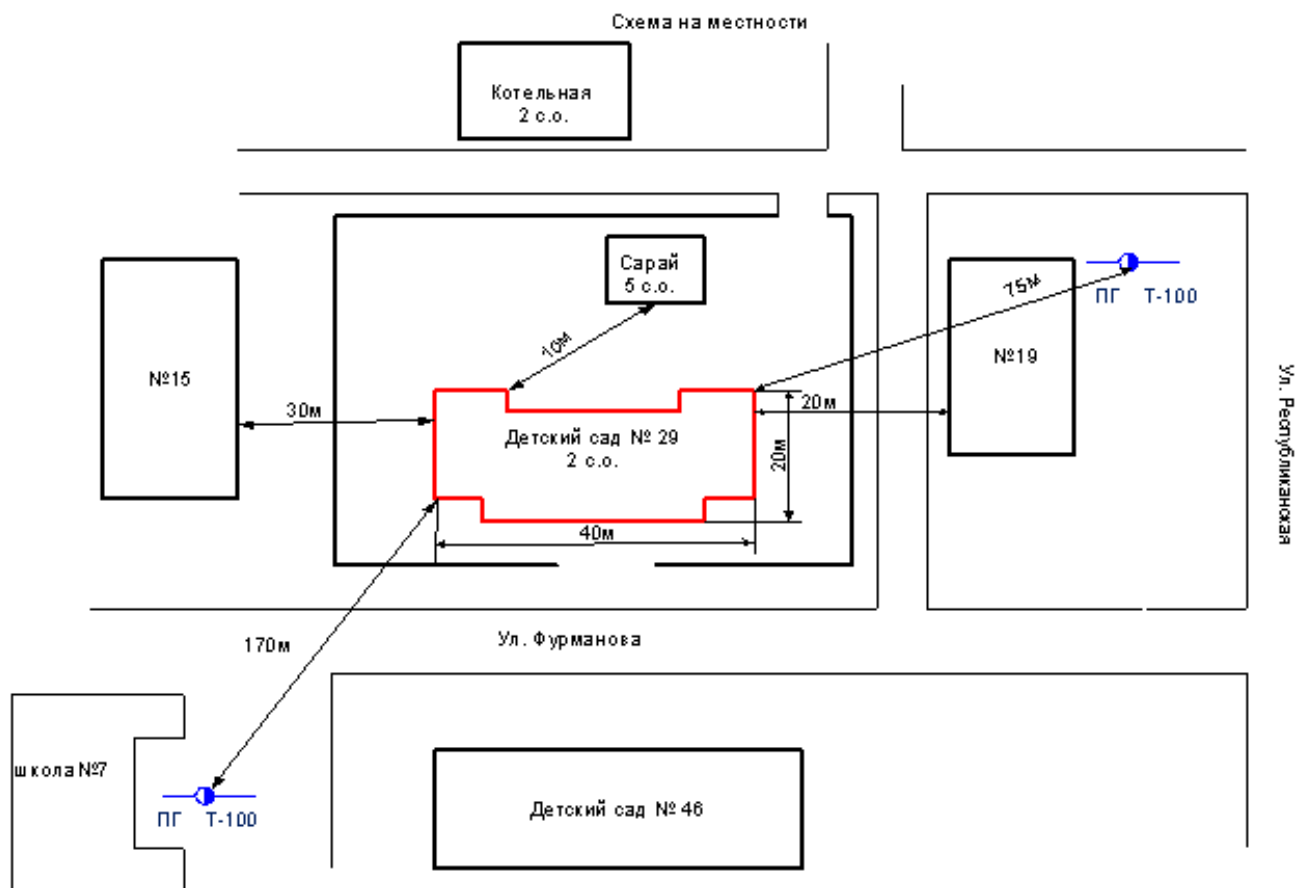 Схема на местности
Котельная
2 с.о.
Сарай
5 с.о.
75м
ПГ Т-100
10м
№15
№19
30м
20м
Детский сад № 29
2 с.о.
20м
40м
Ул. Республиканская
170м
Ул. Фурманова
школа №7
ПГ Т-100
Детский сад № 46